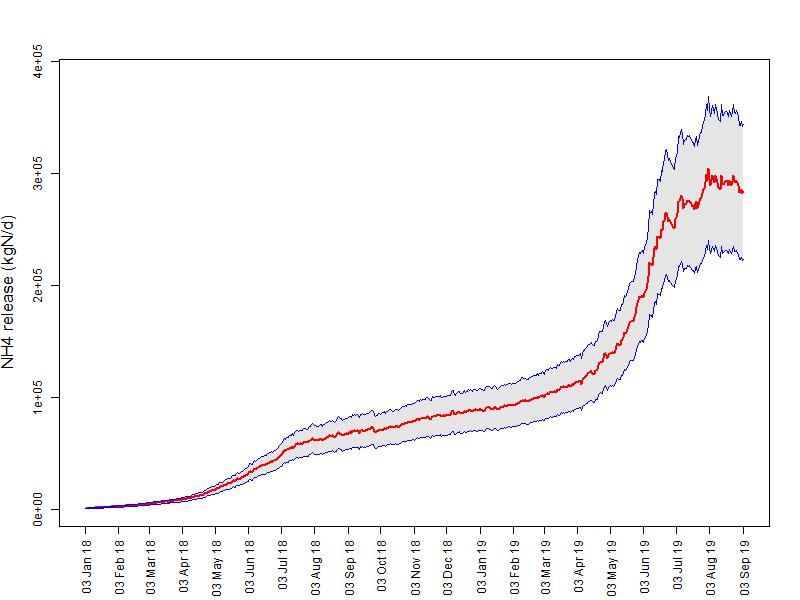 NH4 release (kgN/d)
4e+05
3e+05
2e+05
1e+05
0e+00
03 Jan 18
03 Feb 18
03 Mar 18
03 Apr 18
03 May 18
03 Jun 18
03 Jul 18
03 Aug 18
03 Sep 18
03 Oct 18
03 Nov 18
03 Dec 18
03 Jan 19
03 Feb 19
03 Mar 19
03 Apr 19
03 May 19
03 Jun 19
03 Jul 19
03 Aug 19
03 Sep 19